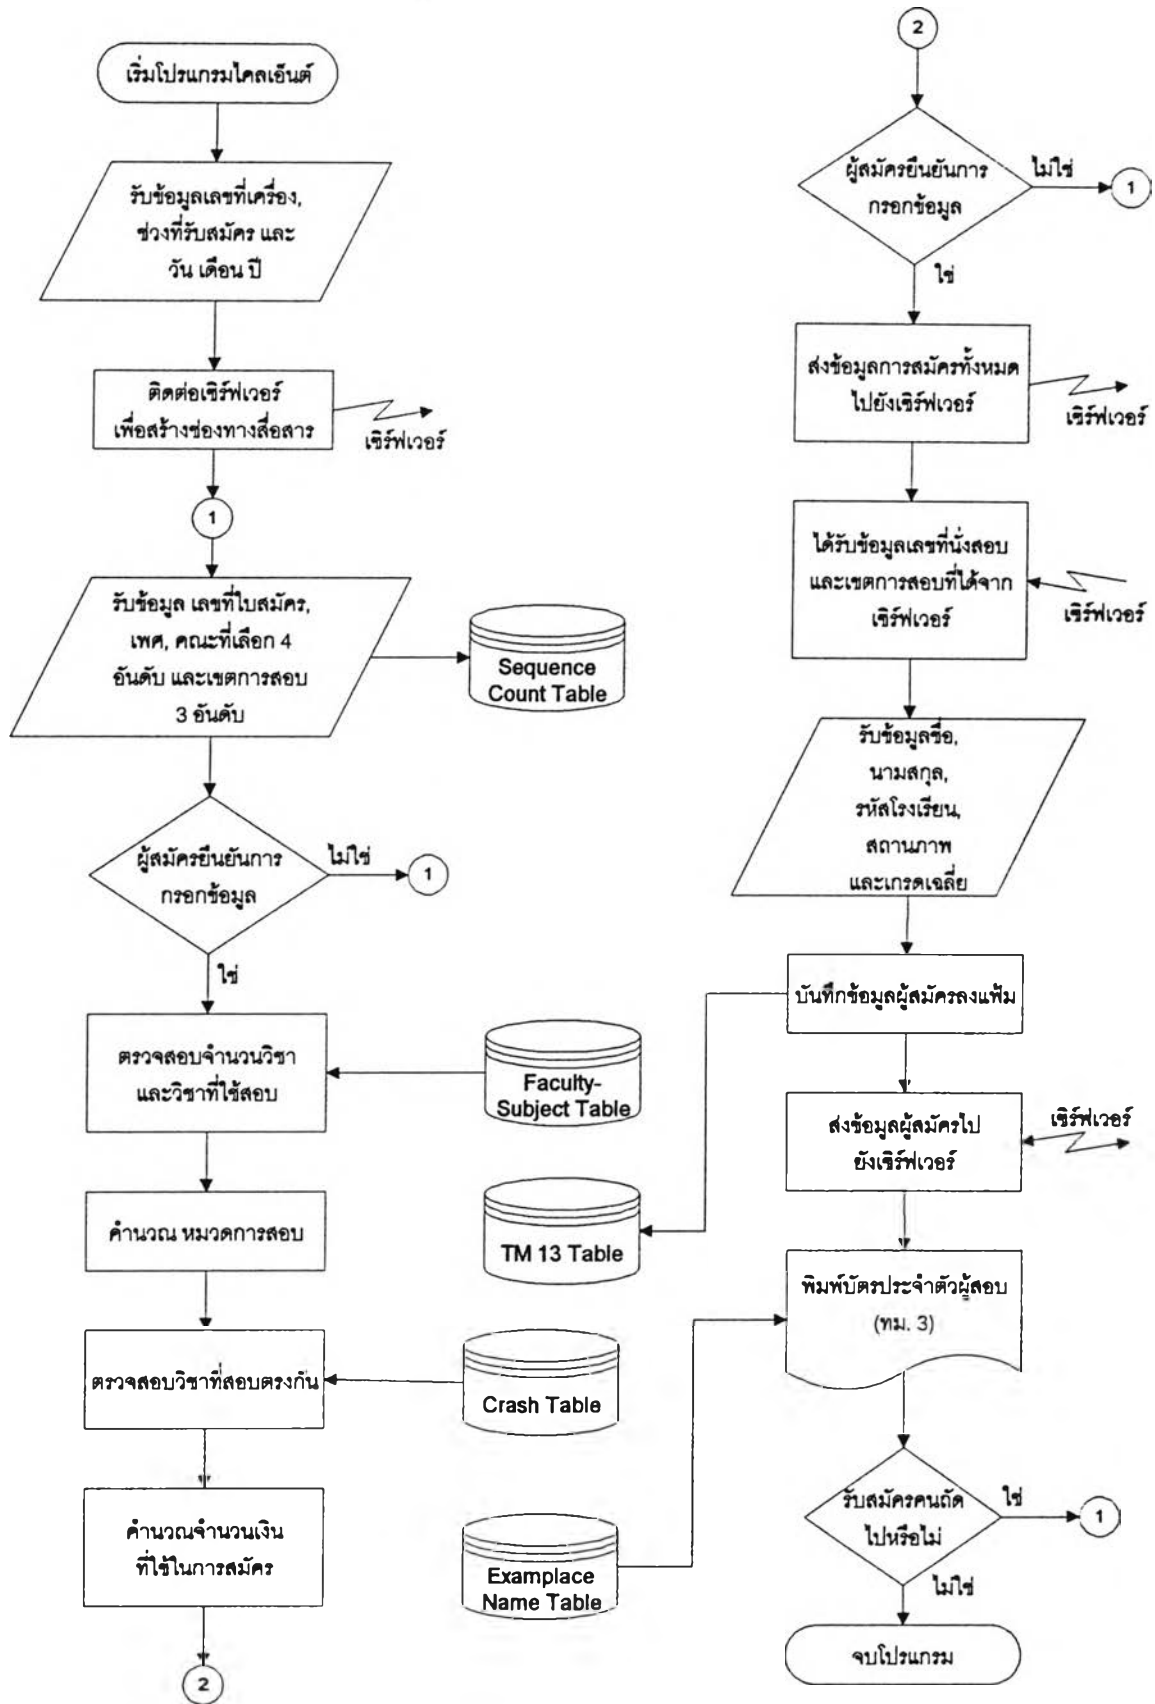 เริ่มโปรแกรมไคลเอ็นต์
รับข้อมูลเลขที่เครื่อง,
ช่วงที่รับสมัคร และ
วัน เดือน ปี
ติดต่อเซิร์ฟเวอร์
เพื่อสร้างช่องทางสื่อสาร
เซิร์ฟเวอร์
1
รับข้อมูล เลขที่ใบสมัคร,
เพศ, คณะที่เลือก 4
อันดับ และเขตการสอบ
3 อันดับ
Sequence
Count Table
ผู้สมัครยืนยันการ
กรอกข้อมูล
ไม่ใช่
1
ใช่
ตรวจสอบจำนวนวิชา
และวิชาที่ใช้สอบ
Faculty-
Subject Table
คำนวณ หมวดการสอบ
TM 13 Table
ตรวจสอบวิชาที่สอบตรงกัน
Crash Table
คำนวณจำนวนเงิน
ที่ใช้ในการสมัคร
Examplace
Name Table
2
2
ผู้สมัครยืนยันการ
กรอกข้อมูล
ไม่ใช่
1
ใช่
ส่งข้อมูลการสมัครทั้งหมด
ไปยังเซิร์ฟเวอร์
เซิร์ฟเวอร์
ได้รับข้อมูลเลขที่นั่งสอบ
และเขตการสอบที่ได้จาก
เซิร์ฟเวอร์
เซิร์ฟเวอร์
รับข้อมูลชื่อ,
นามสกุล,
รหัสโรงเรียน,
สถานภาพ
และเกรดเฉลี่ย
บันทึกข้อมูลผู้สมัครลงแฟ้ม
ส่งข้อมูลผู้สมัครไป
ยังเซิร์ฟเวอร์
เซิร์ฟเวอร์
พิมพ์บัตรประจำตัวผู้สอบ
(ทม. 3)
รับสมัครคนถัด
ไปหรือไม่
ใช่
1
ไม่ใช่
จบโปรแกรม